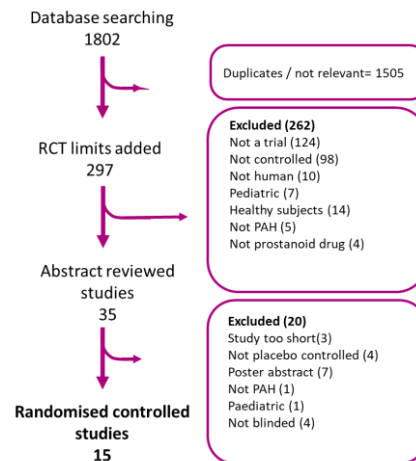 Database searching
1802
Duplicates / not relevant= 1505
RCT limits added
297
Excluded (262)
Not a trial (124)
Not controlled (98)
Not human (10)
Pediatric (7)
Healthy subjects (14)
Not PAH (5)
Not prostanoid drug (4)
Abstract reviewed
studies
35
Excluded (20)
Study too short(3)
Not placebo controlled (4)
Poster abstract (7)
Not PAH (1)
Paediatric (1)
Not blinded (4)
Randomised controlled
studies
15